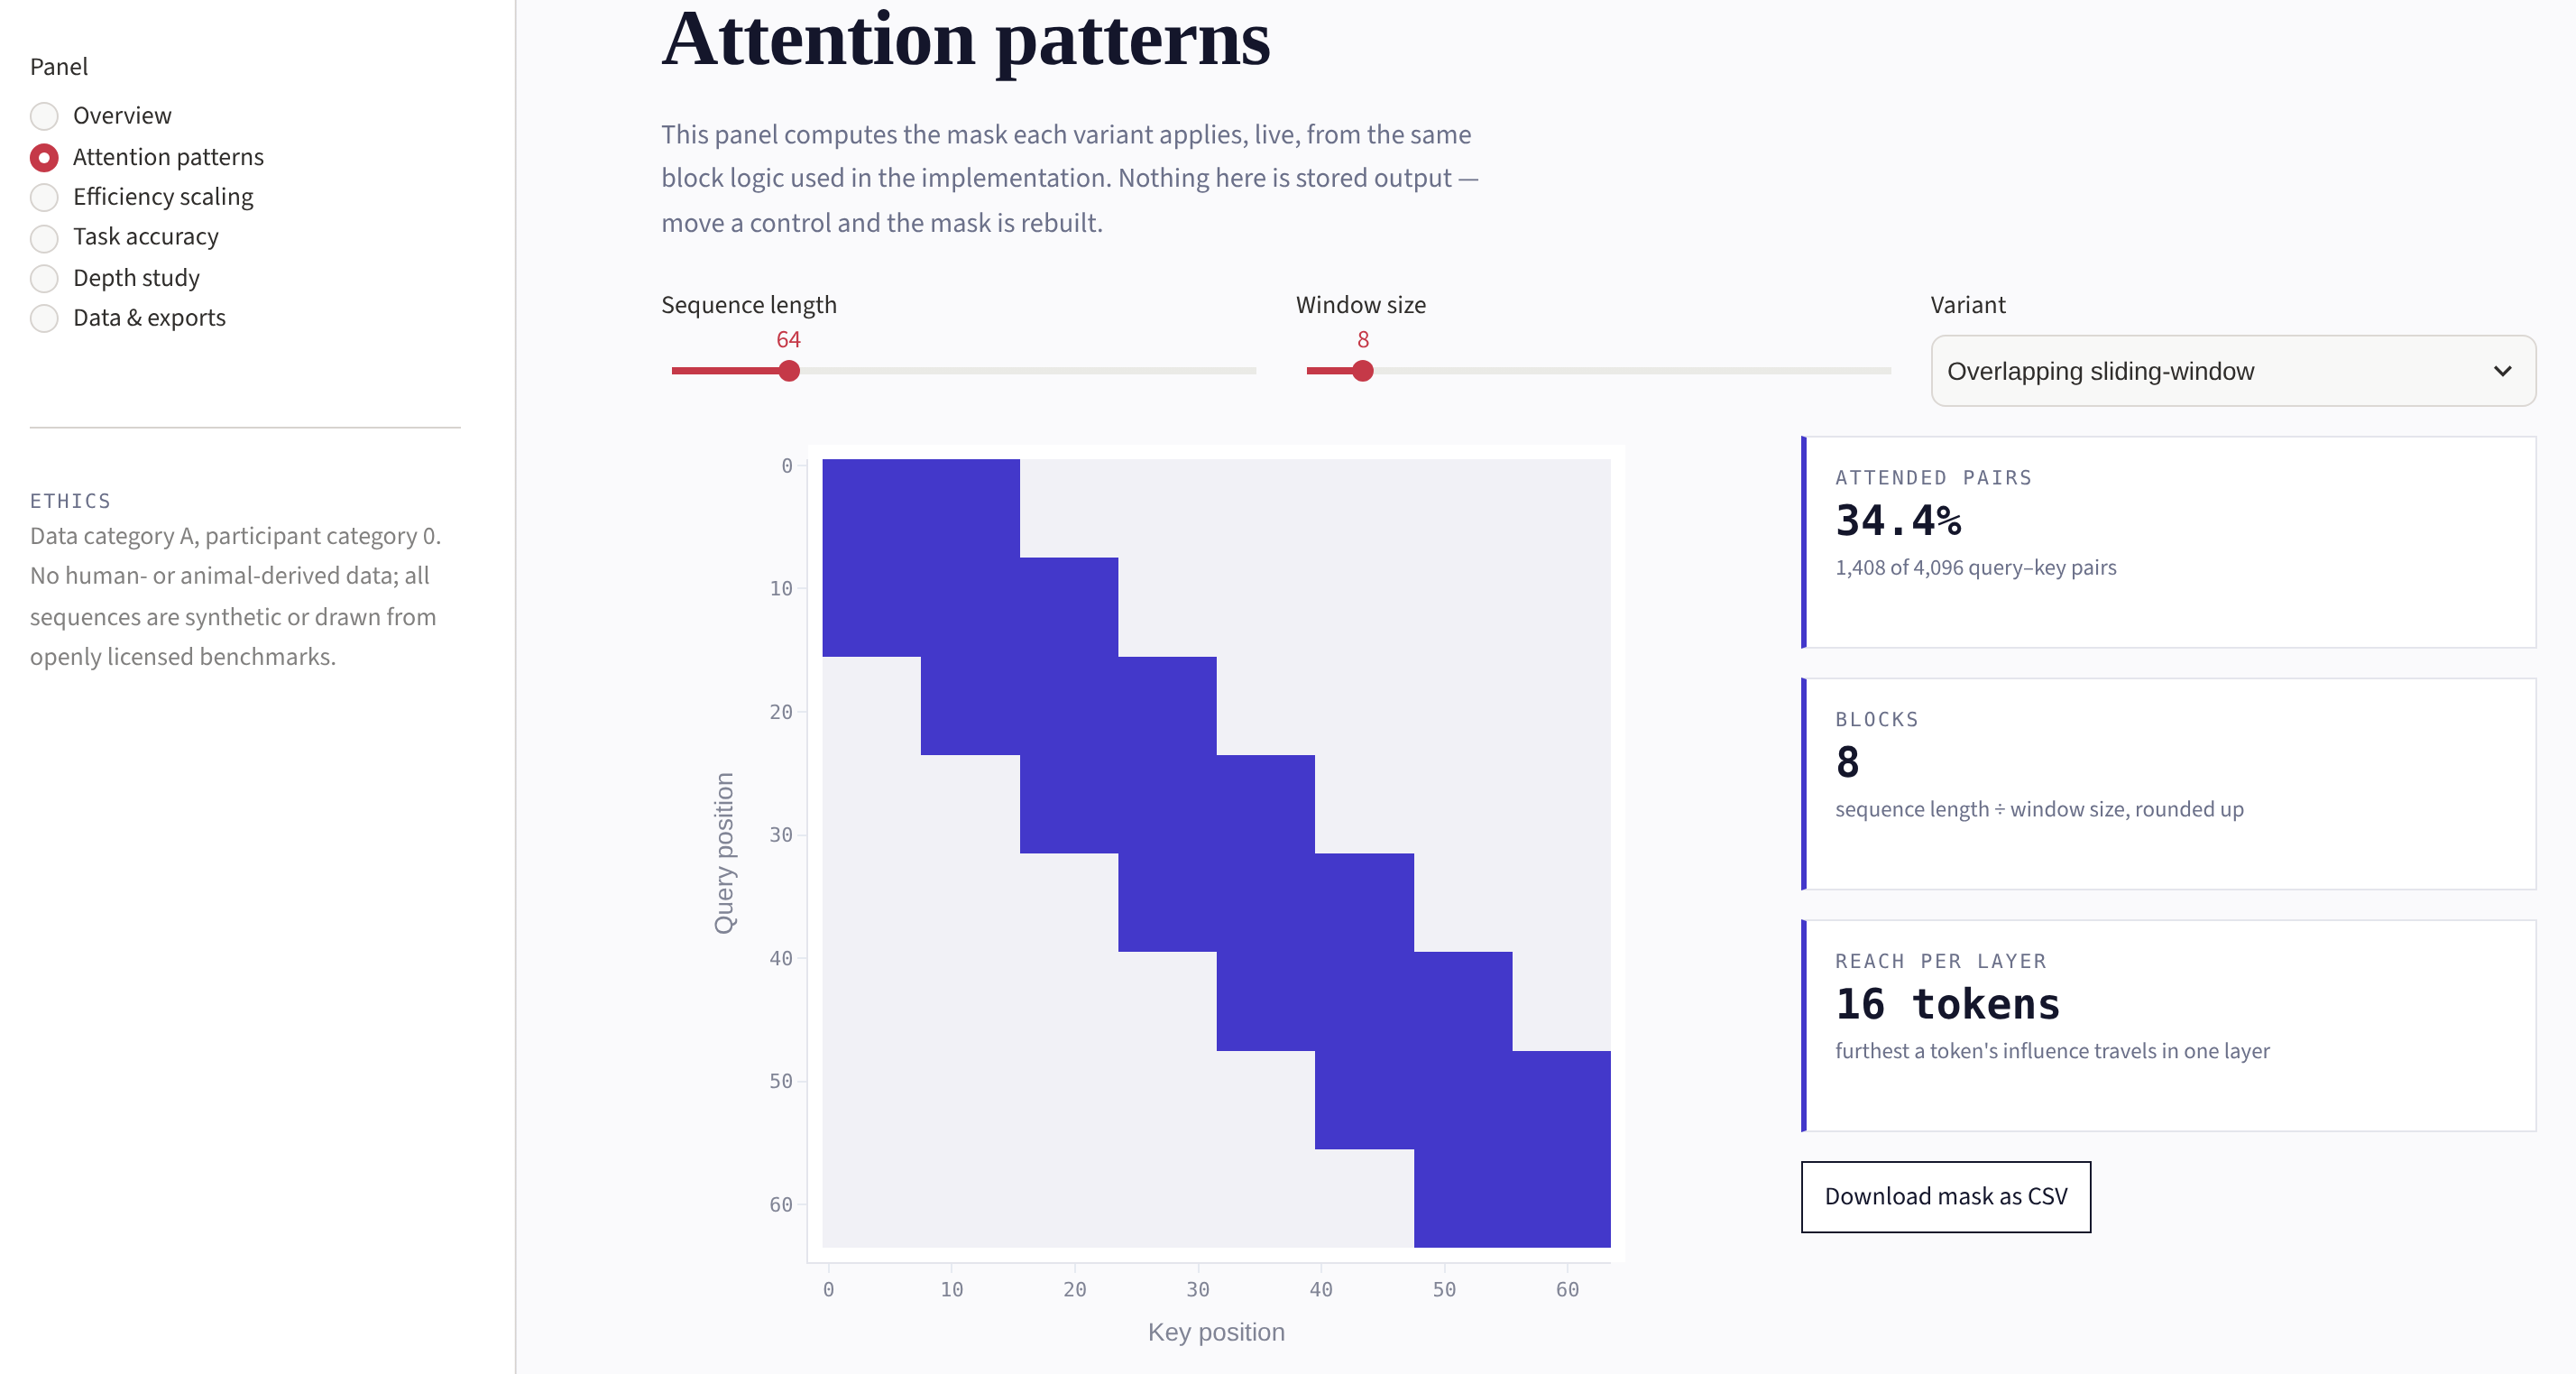 Panel
Overview
Attention patterns
Efficiency scaling
Task accuracy
Depth study
Data & exports
ETHICS
Data category A, participant category 0.
No human- or animal-derived data; all
sequences are synthetic or drawn from
openly licensed benchmarks.
Attention patterns
This panel computes the mask each variant applies, live, from the same
block logic used in the implementation. Nothing here is stored output —
move a control and the mask is rebuilt.
Sequence length
64
Window size
8
Variant
Overlapping sliding-window
Query position
0
10
20
30
40
50
60
0 10 20 30 40 50 60
Key position
ATTENDED PAIRS
34.4%
1,408 of 4,096 query–key pairs
BLOCKS
8
sequence length ÷ window size, rounded up
REACH PER LAYER
16 tokens
furthest a token's influence travels in one layer
Download mask as CSV